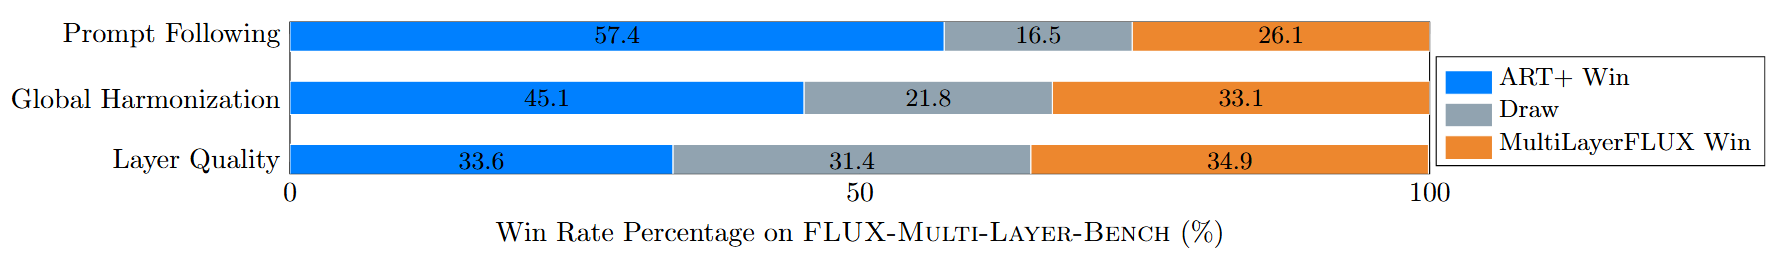 Prompt Following 57.4 16.5 26.1
Global Harmonization 45.1 21.8 33.1
Layer Quality 33.6 31.4 34.9
0 50 100
Win Rate Percentage on FLUX-MULTI-LAYER-BENCH (%)
ART+ Win
Draw
MultiLayerFLUX Win